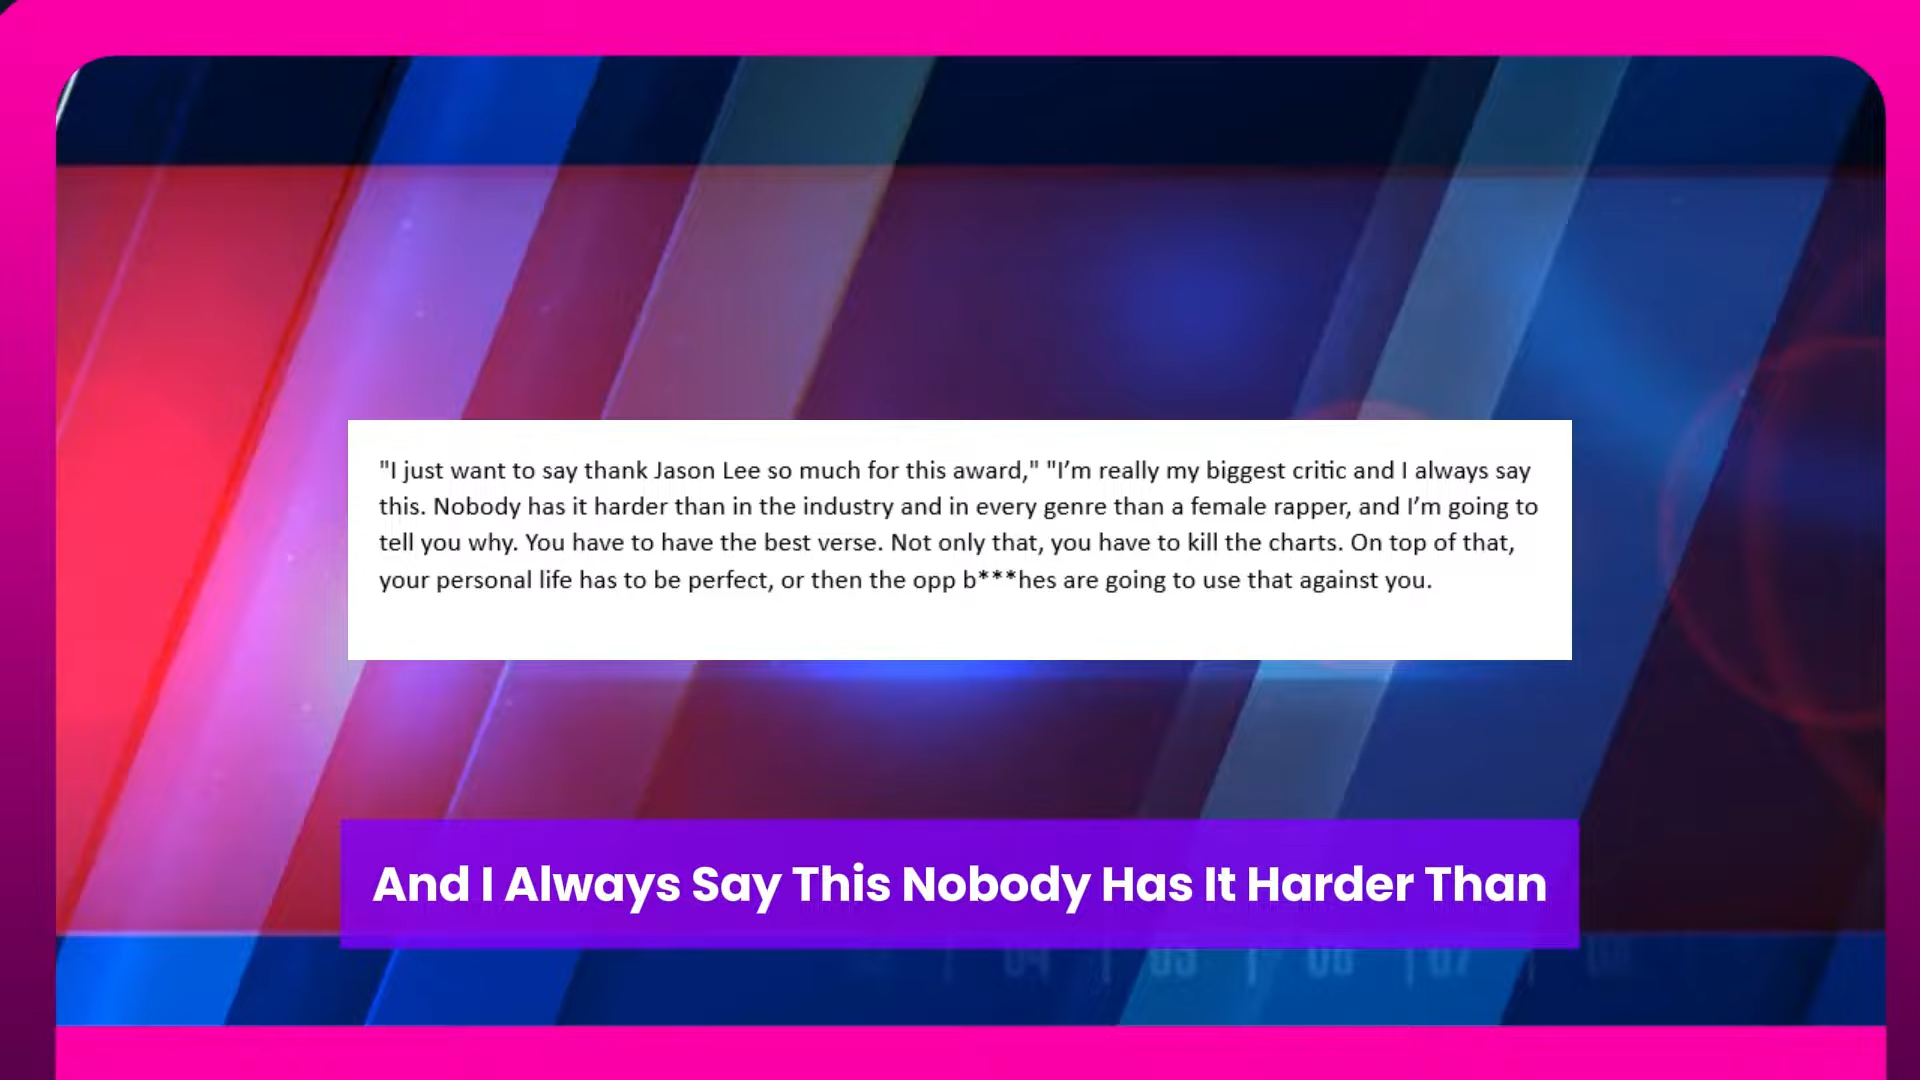 "I just want to say thank Jason Lee so much for this award," "I’m really my biggest critic and I always say
this. Nobody has it harder than in the industry and in every genre than a female rapper, and I’m going to
tell you why. You have to have the best verse. Not only that, you have to kill the charts. On top of that,
your personal life has to be perfect, or then the opp b***hes are going to use that against you.
And I Always Say This Nobody Has It Harder Than